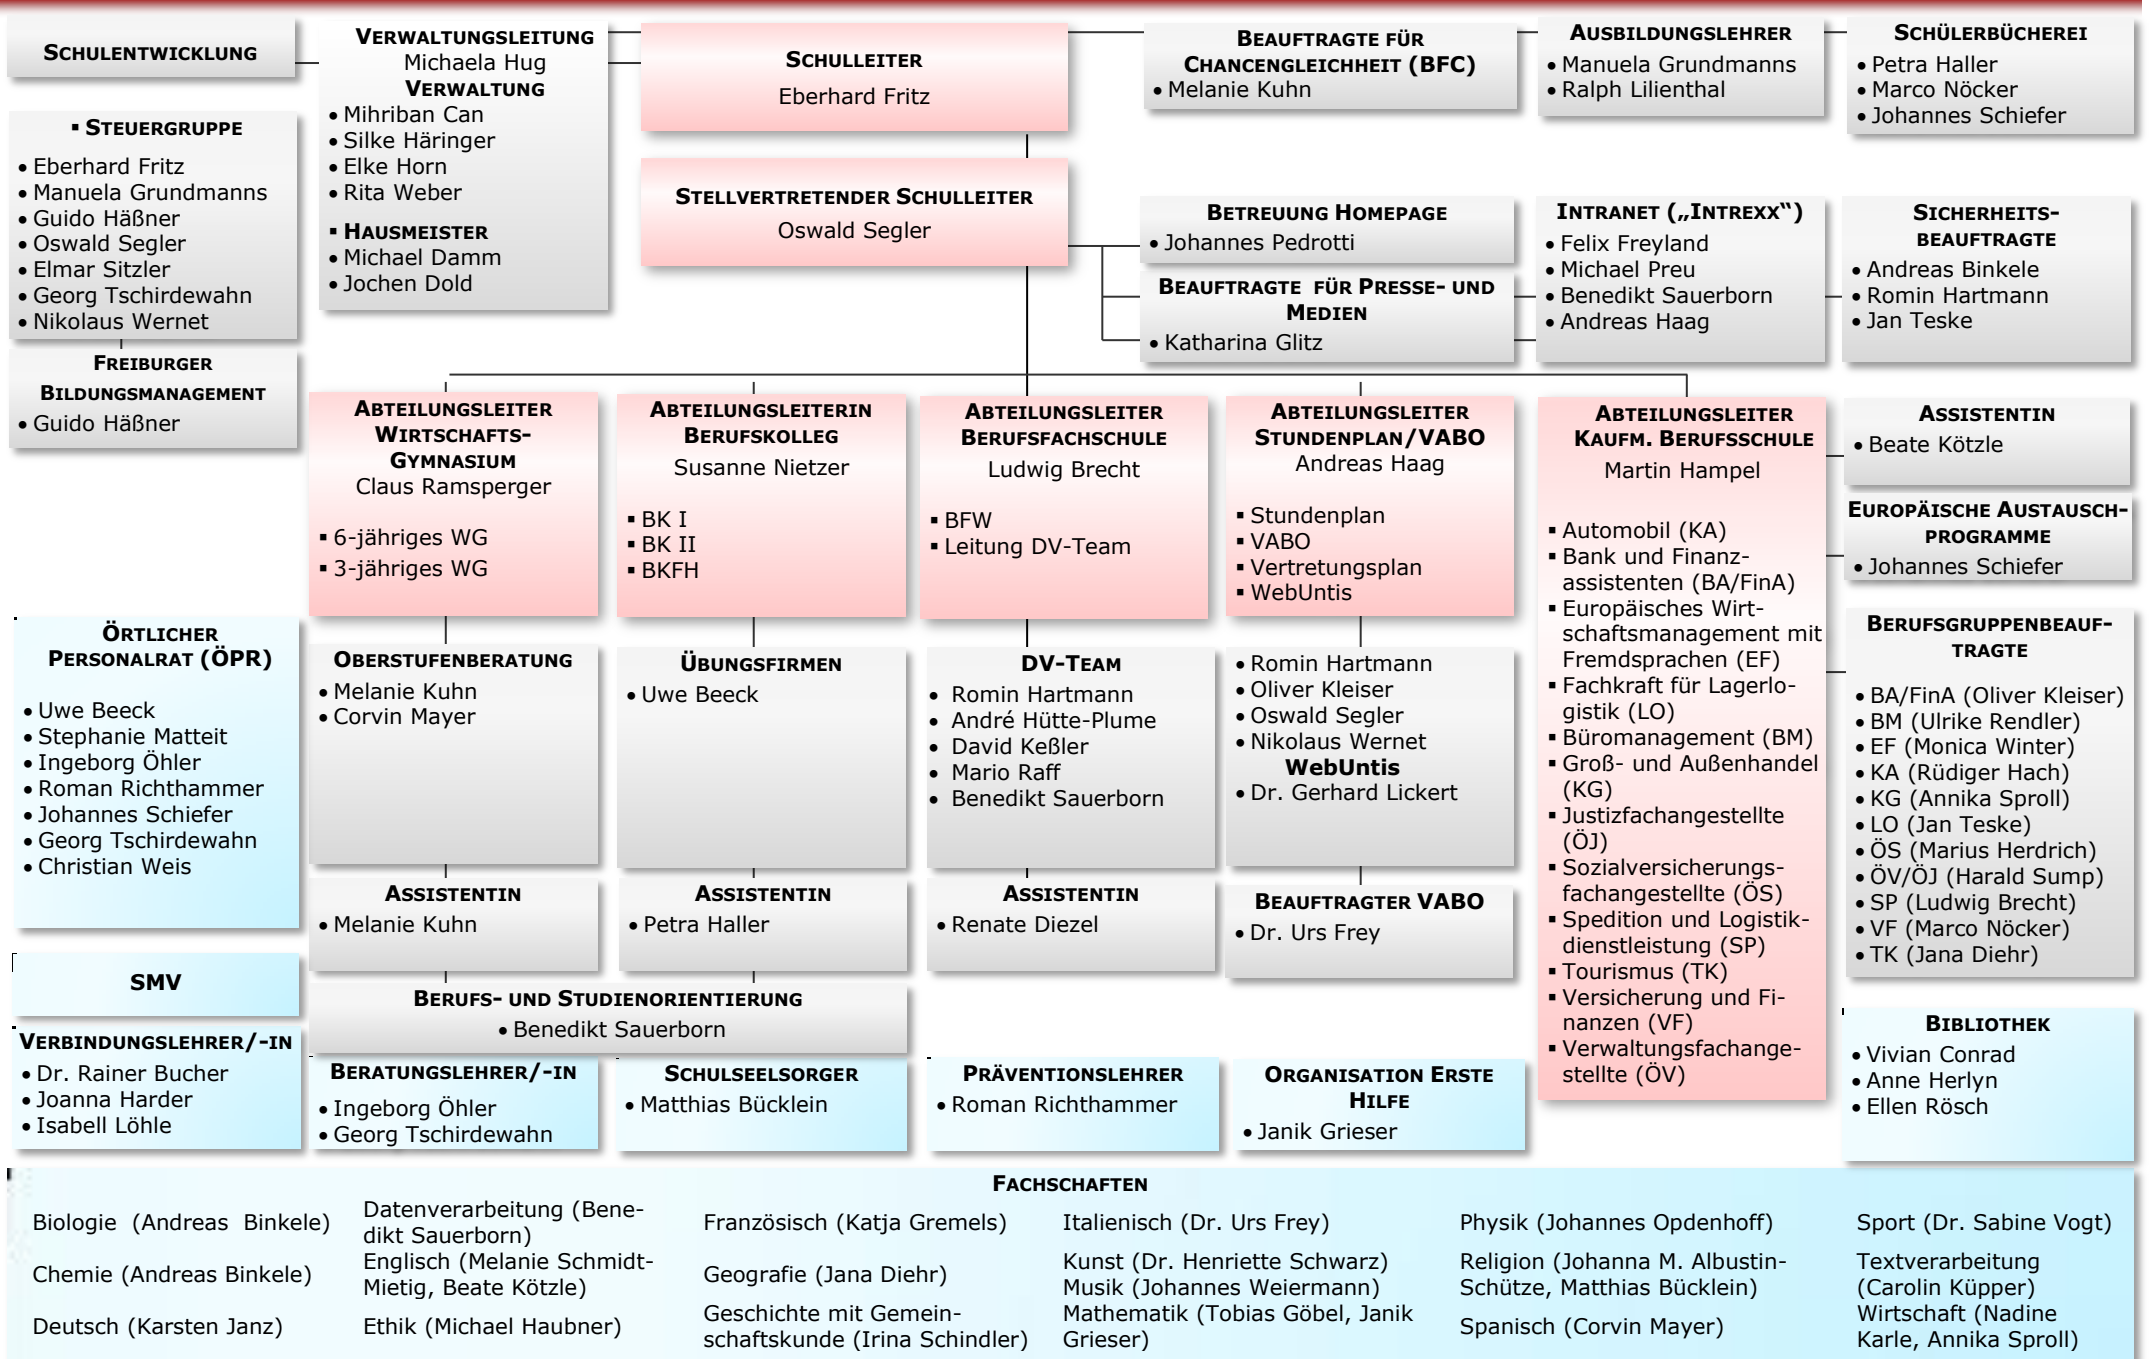 SCHULENTWICKLUNG
▪ STEUERGRUPPE
• Eberhard Fritz
• Manuela Grundmanns
• Guido Häßner
• Oswald Segler
• Elmar Sitzler
• Georg Tschirdewahn
• Nikolaus Wernet
FREIBURGER
BILDUNGSMANAGEMENT
• Guido Häßner
VERWALTUNGSLEITUNG
Michaela Hug
VERWALTUNG
• Mihriban Can
• Silke Häringer
• Elke Horn
• Rita Weber
▪ HAUSMEISTER
• Michael Damm
• Jochen Dold
SCHULLEITER
Eberhard Fritz
STELLVERTRETENDER SCHULLEITER
Oswald Segler
BEAUFTRAGTE FÜR
CHANCENGLEICHHEIT (BFC)
• Melanie Kuhn
AUSBILDUNGSLEHRER
• Manuela Grundmanns
• Ralph Lilienthal
SCHÜLERBÜCHEREI
• Petra Haller
• Marco Nöcker
• Johannes Schiefer
BETREUUNG HOMEPAGE
• Johannes Pedrotti
BEAUFTRAGTE FÜR PRESSE- UND
MEDIEN
• Katharina Glitz
INTRANET („INTREXX“)
• Felix Freyland
• Michael Preu
• Benedikt Sauerborn
• Andreas Haag
SICHERHEITS-
BEAUFTRAGTE
• Andreas Binkele
• Romin Hartmann
• Jan Teske
ABTEILUNGSLEITER
WIRTSCHAFTS-
GYMNASIUM
Claus Ramsperger
▪ 6-jähriges WG
▪ 3-jähriges WG
ABTEILUNGSLEITERIN
BERUFSKOLLEG
Susanne Nietzer
▪ BK I
▪ BK II
▪ BKFH
ABTEILUNGSLEITER
BERUFSFACHSCHULE
Ludwig Brecht
▪ BFW
▪ Leitung DV-Team
ABTEILUNGSLEITER
STUNDENPLAN/VABO
Andreas Haag
▪ Stundenplan
▪ VABO
▪ Vertretungsplan
▪ WebUntis
ABTEILUNGSLEITER
KAUFM. BERUFSSCHULE
Martin Hampel
▪ Automobil (KA)
▪ Bank und Finanz-
assistenten (BA/FinA)
▪ Europäisches Wirt-
schaftsmanagement mit
Fremdsprachen (EF)
▪ Fachkraft für Lagerlo-
gistik (LO)
▪ Büromanagement (BM)
▪ Groß- und Außenhandel
(KG)
▪ Justizfachangestellte
(ÖJ)
▪ Sozialversicherungs-
fachangestellte (ÖS)
▪ Spedition und Logistik-
dienstleistung (SP)
▪ Tourismus (TK)
▪ Versicherung und Fi-
nanzen (VF)
▪ Verwaltungsfachange-
stellte (ÖV)
ASSISTENTIN
• Beate Kötzle
EUROPÄISCHE AUSTAUSCH-
PROGRAMME
• Johannes Schiefer
BERUFSGRUPPENBEAUF-
TRAGTE
• BA/FinA (Oliver Kleiser)
• BM (Ulrike Rendler)
• EF (Monica Winter)
• KA (Rüdiger Hach)
• KG (Annika Sproll)
• LO (Jan Teske)
• ÖS (Marius Herdrich)
• ÖV/ÖJ (Harald Sump)
• SP (Ludwig Brecht)
• VF (Marco Nöcker)
• TK (Jana Diehr)
ÖRTLICHER
PERSONALRAT (ÖPR)
• Uwe Beeck
• Stephanie Matteit
• Ingeborg Öhler
• Roman Richthammer
• Johannes Schiefer
• Georg Tschirdewahn
• Christian Weis
OBERSTUFENBERATUNG
• Melanie Kuhn
• Corvin Mayer
ÜBUNGSFIRMEN
• Uwe Beeck
DV-TEAM
• Romin Hartmann
• André Hütte-Plume
• David Keßler
• Mario Raff
• Benedikt Sauerborn
• Romin Hartmann
• Oliver Kleiser
• Oswald Segler
• Nikolaus Wernet
WebUntis
• Dr. Gerhard Lickert
ASSISTENTIN
• Melanie Kuhn
ASSISTENTIN
• Petra Haller
ASSISTENTIN
• Renate Diezel
BEAUFTRAGTER VABO
• Dr. Urs Frey
SMV
BERUFS- UND STUDIENORIENTIERUNG
• Benedikt Sauerborn
VERBINDUNGSLEHRER/-IN
• Dr. Rainer Bucher
• Joanna Harder
• Isabell Löhle
BERATUNGSLEHRER/-IN
• Ingeborg Öhler
• Georg Tschirdewahn
SCHULSEELSORGER
• Matthias Bücklein
PRÄVENTIONSLEHRER
• Roman Richthammer
ORGANISATION ERSTE
HILFE
• Janik Grieser
BIBLIOTHEK
• Vivian Conrad
• Anne Herlyn
• Ellen Rösch
FACHSCHAFTEN
Biologie (Andreas Binkele)
Chemie (Andreas Binkele)
Deutsch (Karsten Janz)
Datenverarbeitung (Bene-
dikt Sauerborn)
Englisch (Melanie Schmidt-
Mietig, Beate Kötzle)
Ethik (Michael Haubner)
Französisch (Katja Gremels)
Geografie (Jana Diehr)
Geschichte mit Gemein-
schaftskunde (Irina Schindler)
Italienisch (Dr. Urs Frey)
Kunst (Dr. Henriette Schwarz)
Musik (Johannes Weiermann)
Mathematik (Tobias Göbel, Janik
Grieser)
Physik (Johannes Opdenhoff)
Religion (Johanna M. Albustin-
Schütze, Matthias Bücklein)
Spanisch (Corvin Mayer)
Sport (Dr. Sabine Vogt)
Textverarbeitung
(Carolin Küpper)
Wirtschaft (Nadine
Karle, Annika Sproll)